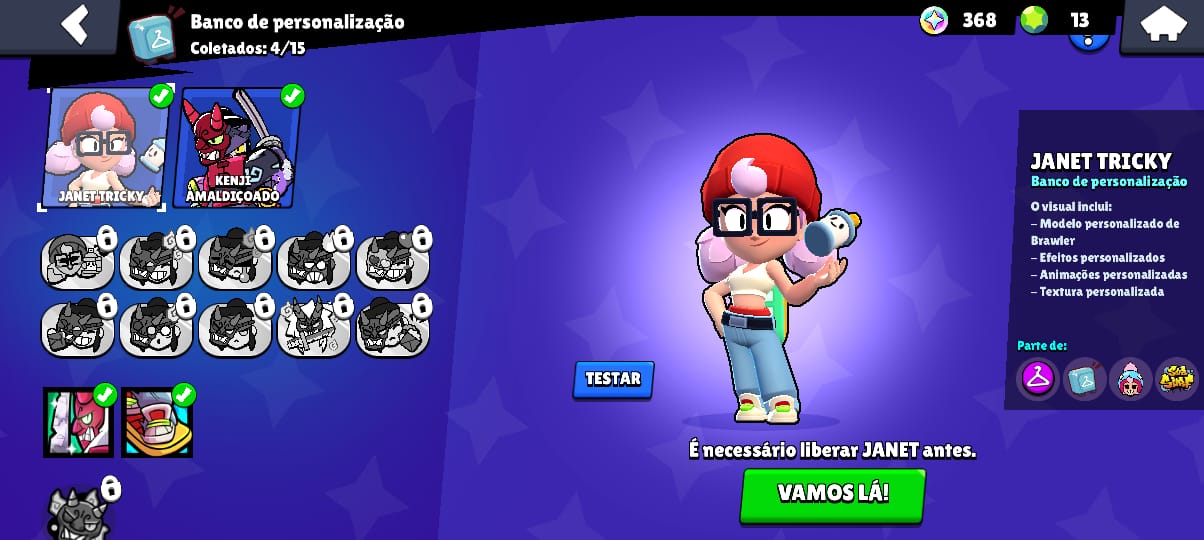 Banco de personalização
Coletados: 4/15
368
13
JANET TRICKY
KENJI
AMALDIÇOADO
JANET TRICKY
Banco de personalização
O visual inclui:
– Modelo personalizado de
Brawler
– Efeitos personalizados
– Animações personalizadas
– Textura personalizada
Parte de:
TESTAR
É necessário liberar JANET antes.
VAMOS LÁ!